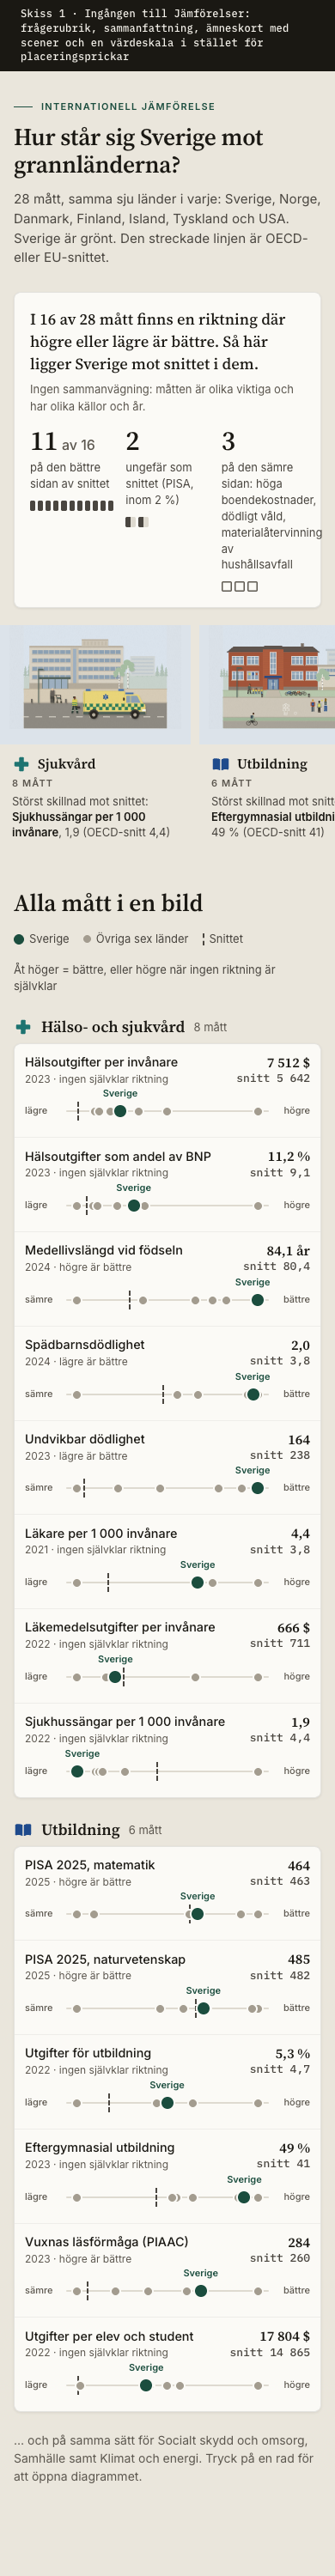 Skiss 1 · Ingången till Jämförelser:
frågerubrik, sammanfattning, ämneskort med
scener och en värdeskala i stället för
placeringsprickar
INTERNATIONELL JÄMFÖRELSE
Hur står sig Sverige mot
grannländerna?
28 mått, samma sju länder i varje: Sverige, Norge,
Danmark, Finland, Island, Tyskland och USA.
Sverige är grönt. Den streckade linjen är OECD-
eller EU-snittet.
I 16 av 28 mått finns en riktning där
högre eller lägre är bättre. Så här
ligger Sverige mot snittet i dem.
Ingen sammanvägning: måtten är olika viktiga och
har olika källor och år.
11 av 16
på den bättre
sidan av snittet
2
ungefär som
snittet (PISA,
inom 2 %)
3
på den sämre
sidan: höga
boendekostnader,
dödligt våld,
materialåtervinning
av
hushållsavfall
Sjukvård
8 MÅTT
Störst skillnad mot snittet:
Sjukhussängar per 1 000
invånare, 1,9 (OECD-snitt 4,4)
Utbildning
6 MÅTT
Störst skillnad mot snitt
Eftergymnasial utbildni
49 % (OECD-snitt 41)
Alla mått i en bild
Sverige
Övriga sex länder
Snittet
Åt höger = bättre, eller högre när ingen riktning är
självklar
Hälso- och sjukvård 8 mått
Hälsoutgifter per invånare 7 512 $
2023 · ingen självklar riktning snitt 5 642
Sverige
lägre högre
Hälsoutgifter som andel av BNP 11,2 %
2023 · ingen självklar riktning snitt 9,1
Sverige
lägre högre
Medellivslängd vid födseln 84,1 år
2024 · högre är bättre snitt 80,4
Sverige
sämre bättre
Spädbarnsdödlighet 2,0
2024 · lägre är bättre snitt 3,8
Sverige
sämre bättre
Undvikbar dödlighet 164
2023 · lägre är bättre snitt 238
Sverige
sämre bättre
Läkare per 1 000 invånare 4,4
2021 · ingen självklar riktning snitt 3,8
Sverige
lägre högre
Läkemedelsutgifter per invånare 666 $
2022 · ingen självklar riktning snitt 711
Sverige
lägre högre
Sjukhussängar per 1 000 invånare 1,9
2022 · ingen självklar riktning snitt 4,4
Sverige
lägre högre
Utbildning 6 mått
PISA 2025, matematik 464
2025 · högre är bättre snitt 463
Sverige
sämre bättre
PISA 2025, naturvetenskap 485
2025 · högre är bättre snitt 482
Sverige
sämre bättre
Utgifter för utbildning 5,3 %
2022 · ingen självklar riktning snitt 4,7
Sverige
lägre högre
Eftergymnasial utbildning 49 %
2023 · ingen självklar riktning snitt 41
Sverige
lägre högre
Vuxnas läsförmåga (PIAAC) 284
2023 · högre är bättre snitt 260
Sverige
sämre bättre
Utgifter per elev och student 17 804 $
2022 · ingen självklar riktning snitt 14 865
Sverige
lägre högre
… och på samma sätt för Socialt skydd och omsorg,
Samhälle samt Klimat och energi. Tryck på en rad för
att öppna diagrammet.